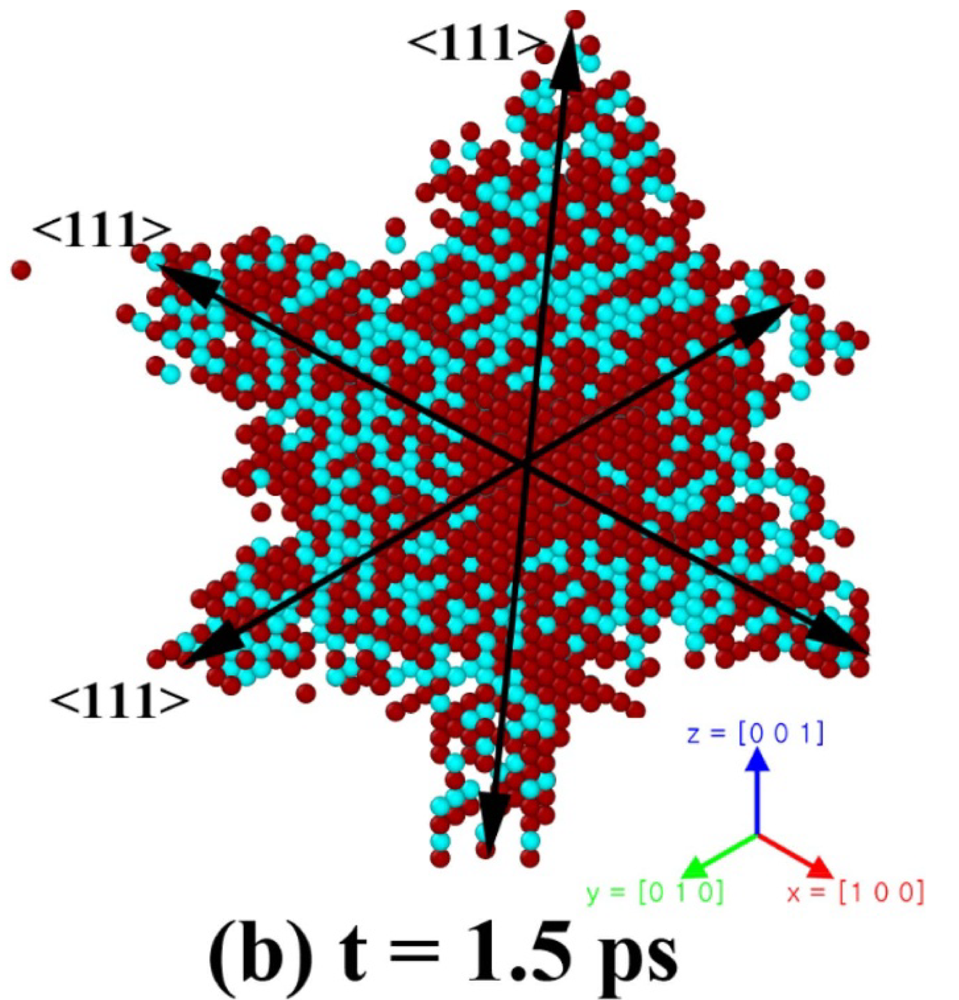 <111>
<111>
<111>
z = [0 0 1]
y = [0 1 0]
x = [1 0 0]
(b) t = 1.5 ps